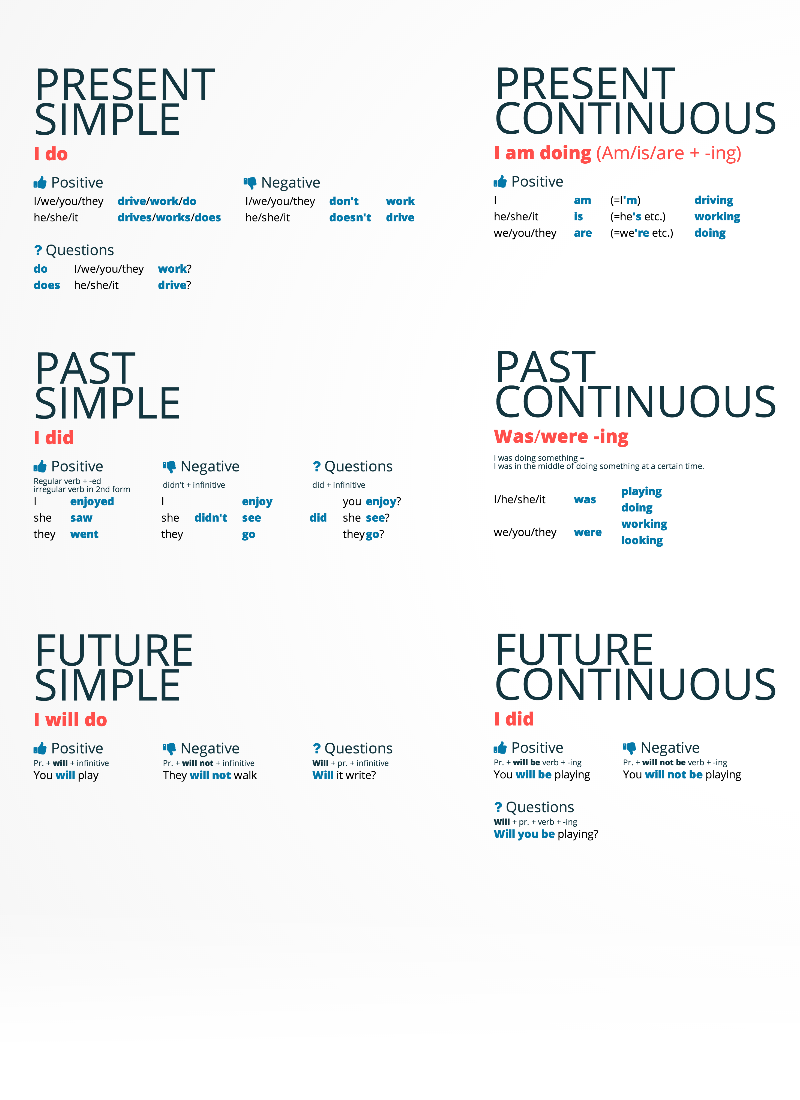 PRESENT
SIMPLE
I do
Positive
I/we/you/they drive/work/do
he/she/it drives/works/does
Negative
I/we/you/they don't work
he/she/it doesn't drive
? Questions
do I/we/you/they work?
does he/she/it drive?
PRESENT
CONTINUOUS
I am doing (Am/is/are + -ing)
Positive
I am (=I'm) driving
he/she/it is (=he's etc.) working
we/you/they are (=we're etc.) doing
PAST
SIMPLE
I did
Positive
Regular verb + -ed
irregular verb in 2nd form
I enjoyed
she saw
they went
Negative
didn't + infinitive
I enjoy
she didn't see
they go
? Questions
did + infinitive
you enjoy?
did she see?
they go?
PAST
CONTINUOUS
Was/were -ing
I was doing something =
I was in the middle of doing something at a certain time.
I/he/she/it was playing
doing
we/you/they were working
looking
FUTURE
SIMPLE
I will do
Positive
Pr. + will + infinitive
You will play
Negative
Pr. + will not + infinitive
They will not walk
? Questions
Will + pr. + infinitive
Will it write?
FUTURE
CONTINUOUS
I did
Positive
Pr. + will be verb + -ing
You will be playing
Negative
Pr. + will not be verb + -ing
You will not be playing
? Questions
Will + pr. + verb + -ing
Will you be playing?